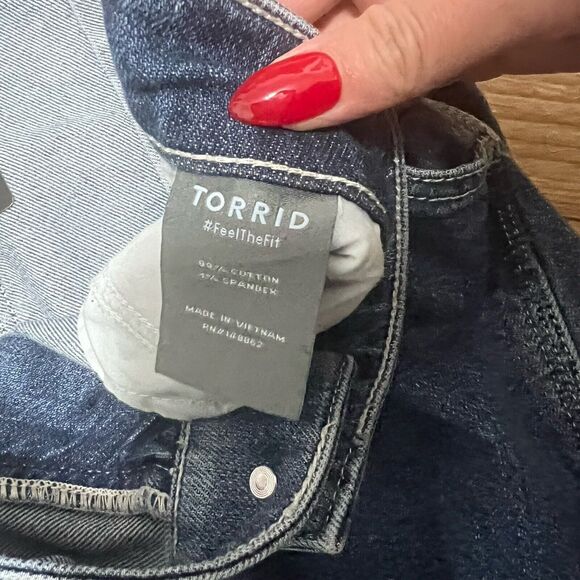 TORRID
#FeelTheFit
99% COTTON
1% SPANDEX
MADE IN VIETNAM
RN#148862